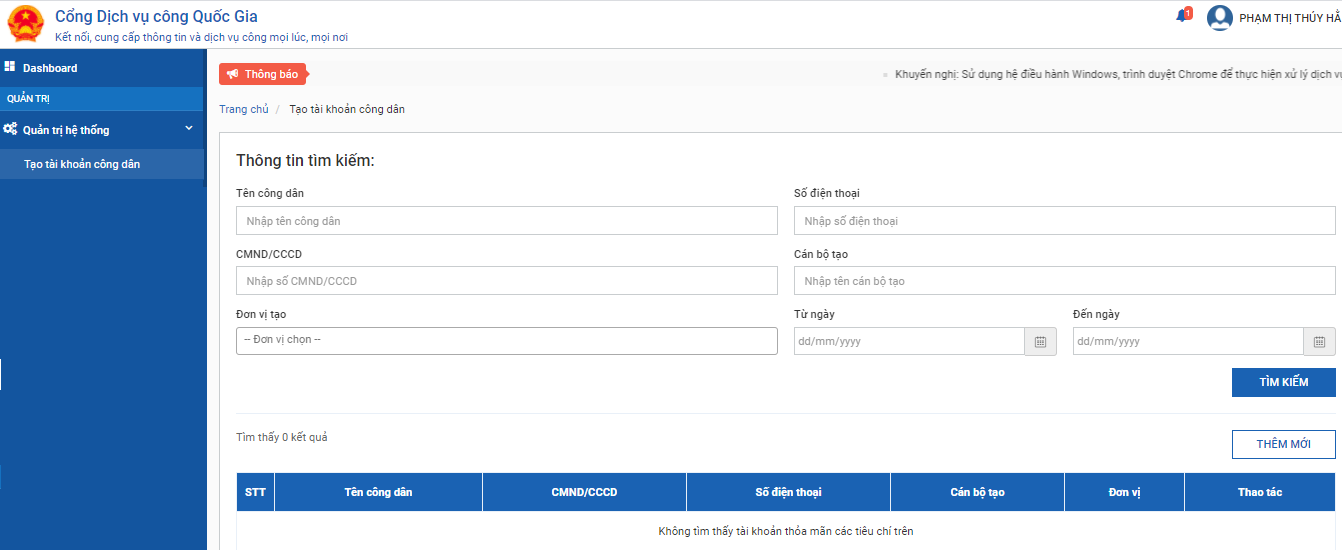 Cổng Dịch vụ công Quốc Gia
Kết nối, cung cấp thông tin và dịch vụ công mọi lúc, mọi nơi
1
PHẠM THỊ THÚY HẰ
Dashboard
QUẢN TRỊ
Quản trị hệ thống
Tạo tài khoản công dân
Thông báo
Khuyến nghị: Sử dụng hệ điều hành Windows, trình duyệt Chrome để thực hiện xử lý dịch vụ
Trang chủ / Tạo tài khoản công dân
Thông tin tìm kiếm:
Tên công dân
Số điện thoại
Nhập tên công dân
Nhập số điện thoại
CMND/CCCD
Cán bộ tạo
Nhập số CMND/CCCD
Nhập tên cán bộ tạo
Đơn vị tạo
Từ ngày
Đến ngày
-- Đơn vị chọn --
dd/mm/yyyy
dd/mm/yyyy
TÌM KIẾM
Tìm thấy 0 kết quả
THÊM MỚI
STT Tên công dân CMND/CCCD Số điện thoại Cán bộ tạo Đơn vị Thao tác
Không tìm thấy tài khoản thỏa mãn các tiêu chí trên